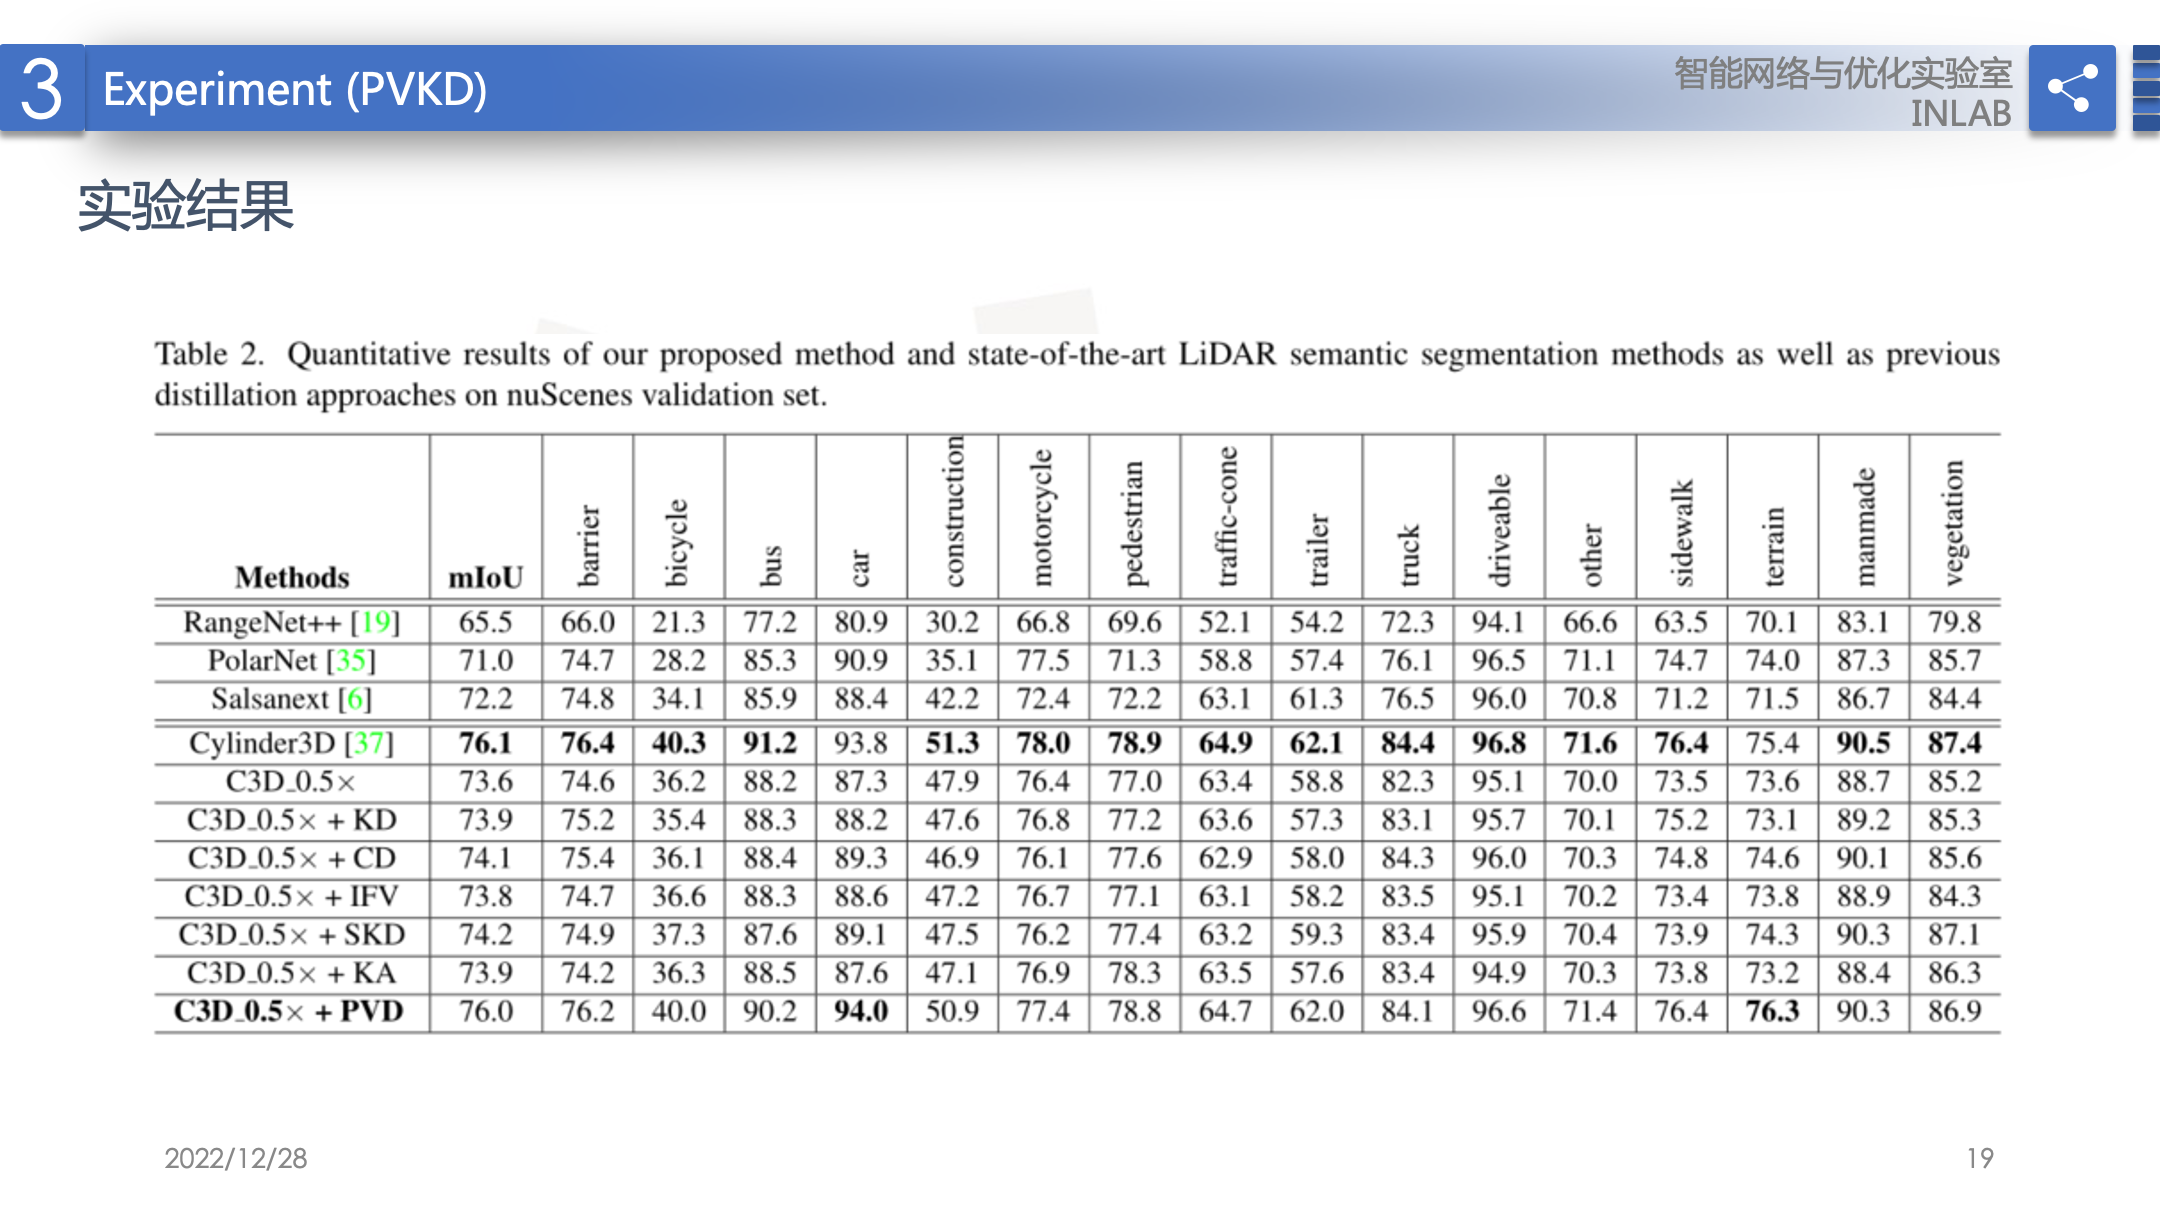 3 Experiment (PVKD)
智能网络与优化实验室
INLAB
实验结果
Table 2. Quantitative results of our proposed method and state-of-the-art LiDAR semantic segmentation methods as well as previous
distillation approaches on nuScenes validation set.
Methods mIoU barrier bicycle bus car construction motorcycle pedestrian traffic-cone trailer truck driveable other sidewalk terrain manmade vegetation
RangeNet++ [19] 65.5 66.0 21.3 77.2 80.9 30.2 66.8 69.6 52.1 54.2 72.3 94.1 66.6 63.5 70.1 83.1 79.8
PolarNet [35] 71.0 74.7 28.2 85.3 90.9 35.1 77.5 71.3 58.8 57.4 76.1 96.5 71.1 74.7 74.0 87.3 85.7
Salsanext [6] 72.2 74.8 34.1 85.9 88.4 42.2 72.4 72.2 63.1 61.3 76.5 96.0 70.8 71.2 71.5 86.7 84.4
Cylinder3D [37] 76.1 76.4 40.3 91.2 93.8 51.3 78.0 78.9 64.9 62.1 84.4 96.8 71.6 76.4 75.4 90.5 87.4
C3D_0.5× 73.6 74.6 36.2 88.2 87.3 47.9 76.4 77.0 63.4 58.8 82.3 95.1 70.0 73.5 73.6 88.7 85.2
C3D_0.5× + KD 73.9 75.2 35.4 88.3 88.2 47.6 76.8 77.2 63.6 57.3 83.1 95.7 70.1 75.2 73.1 89.2 85.3
C3D_0.5× + CD 74.1 75.4 36.1 88.4 89.3 46.9 76.1 77.6 62.9 58.0 84.3 96.0 70.3 74.8 74.6 90.1 85.6
C3D_0.5× + IFV 73.8 74.7 36.6 88.3 88.6 47.2 76.7 77.1 63.1 58.2 83.5 95.1 70.2 73.4 73.8 88.9 84.3
C3D_0.5× + SKD 74.2 74.9 37.3 87.6 89.1 47.5 76.2 77.4 63.2 59.3 83.4 95.9 70.4 73.9 74.3 90.3 87.1
C3D_0.5× + KA 73.9 74.2 36.3 88.5 87.6 47.1 76.9 78.3 63.5 57.6 83.4 94.9 70.3 73.8 73.2 88.4 86.3
C3D_0.5× + PVD 76.0 76.2 40.0 90.2 94.0 50.9 77.4 78.8 64.7 62.0 84.1 96.6 71.4 76.4 76.3 90.3 86.9
2022/12/28
19